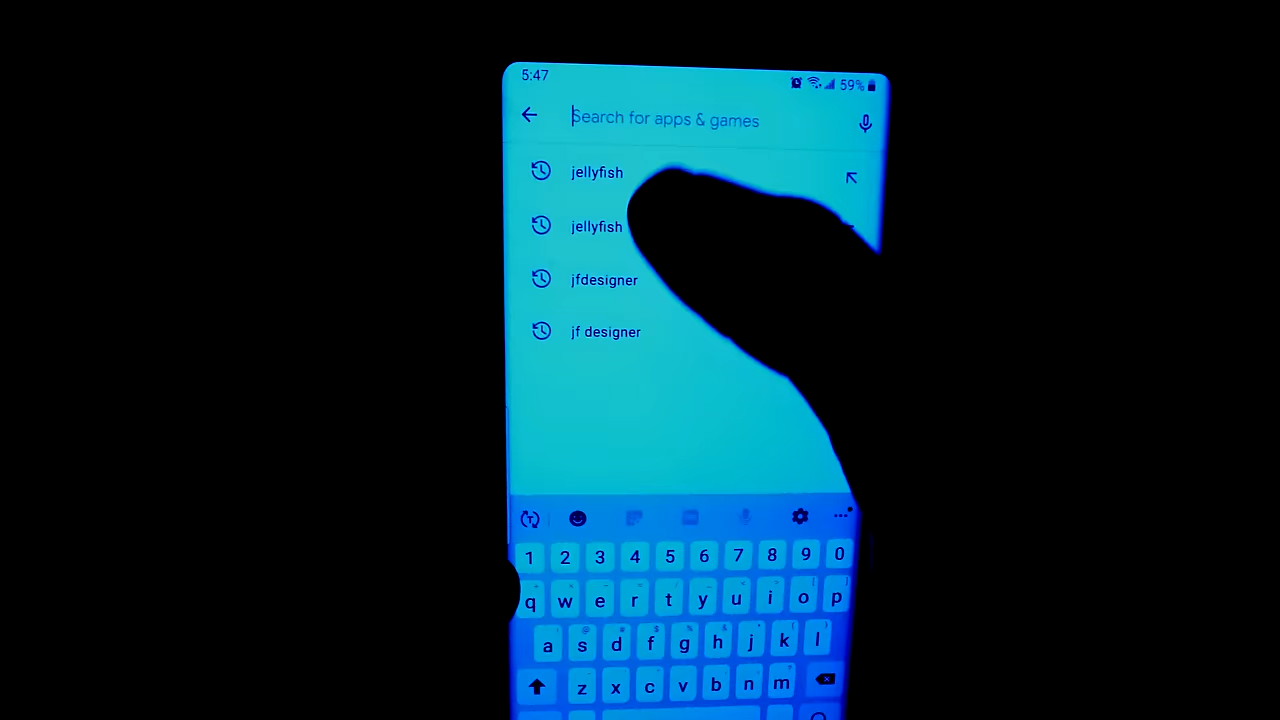 5:47 59%
Search for apps & games
jellyfish
jellyfish
jfdesigner
jf designer
1 2 3 4 5 6 7 8 9 0
q w e r t y u i o p
a s d f g h j k l
z x c v b n m